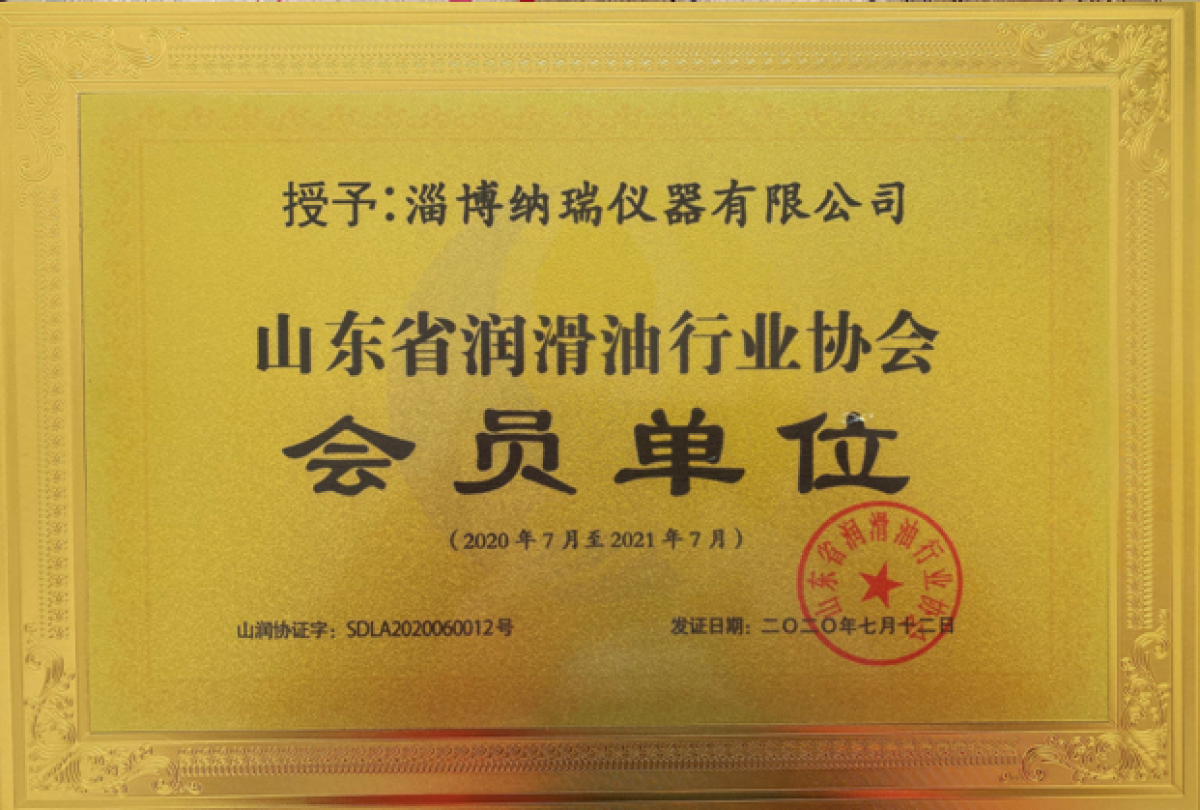 授予：淄博纳瑞仪器有限公司
山东省润滑油行业协会
会员单位
（2020年7月至2021年7月）
山润协证字：SDLA2020060012号
发证日期：二〇二〇年七月十二日
山东省润滑油行业协会